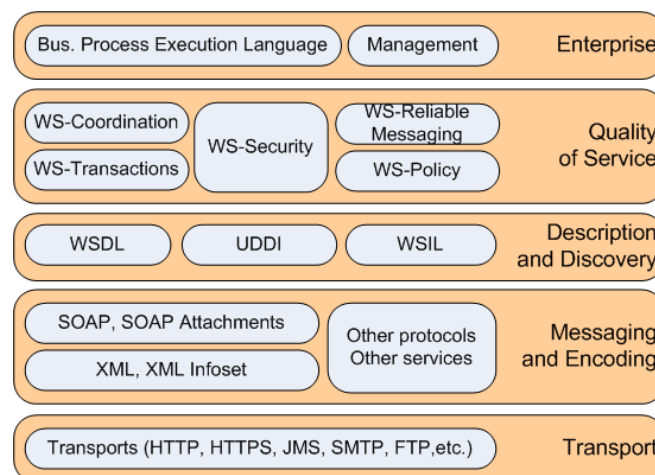 Bus. Process Execution Language
Management
Enterprise
WS-Coordination
WS-Transactions
WS-Security
WS-Reliable
Messaging
WS-Policy
Quality
of Service
WSDL
UDDI
WSIL
Description
and Discovery
SOAP, SOAP Attachments
XML, XML Infoset
Other protocols
Other services
Messaging
and Encoding
Transports (HTTP, HTTPS, JMS, SMTP, FTP,etc.)
Transport